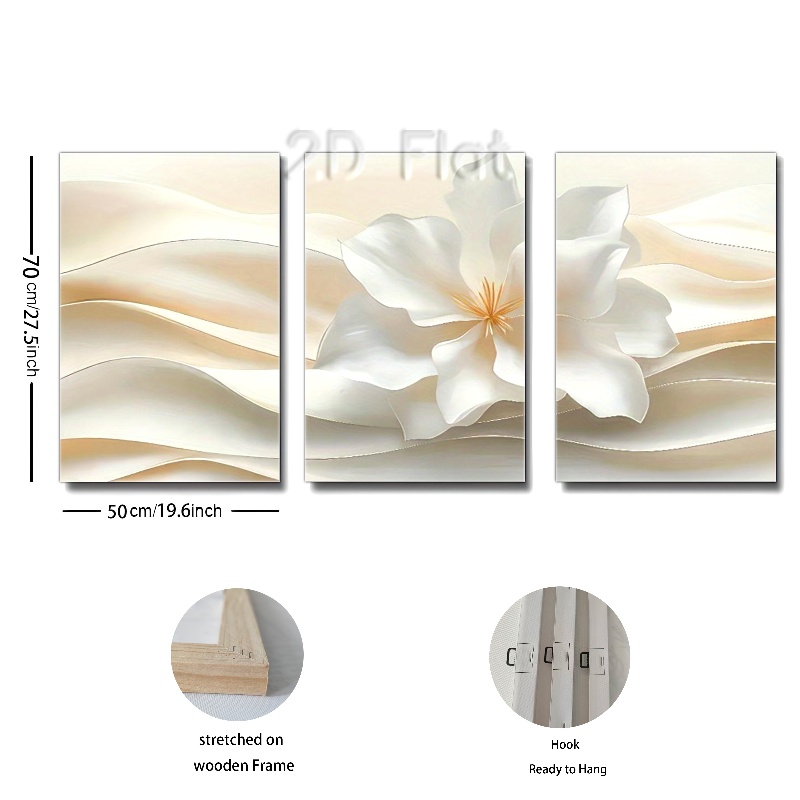 2D Flat
70cm/27.5inch
50cm/19.6inch
stretched on
wooden Frame
Hook
Ready to Hang